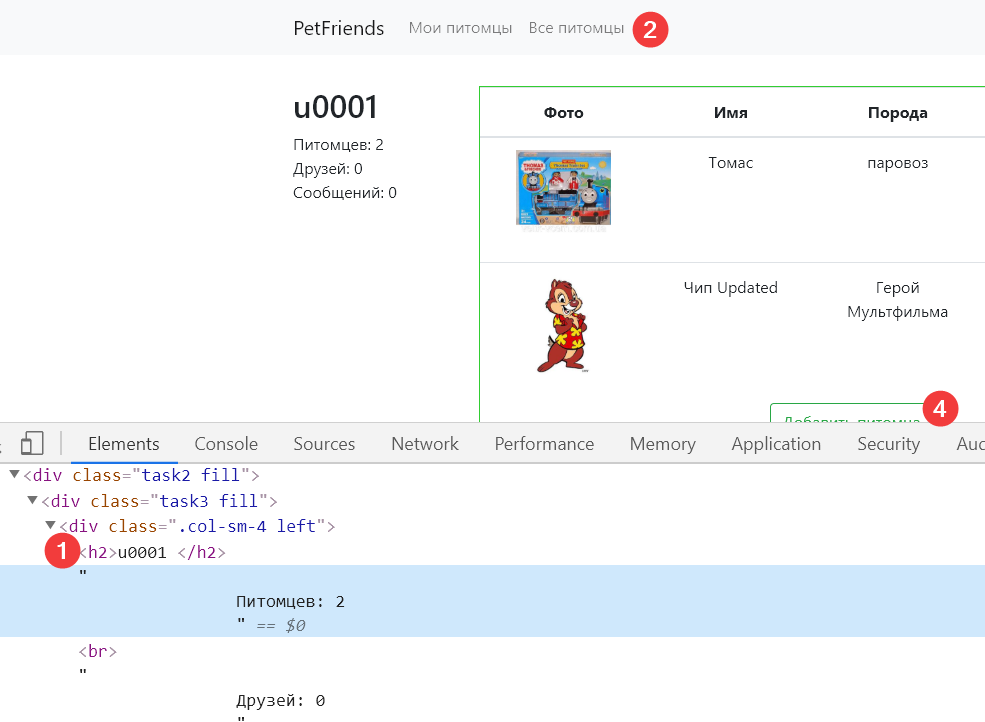 PetFriends Мои питомцы Все питомцы 2
u0001
Питомцев: 2
Друзей: 0
Сообщений: 0
Фото Имя Порода
Томас паровоз
Чип Updated Герой
Мультфильма
Добавить питомца 4
Elements Console Sources Network Performance Memory Application Security Auc
<div class="task2 fill">
<div class="task3 fill">
<div class=".col-sm-4 left">
1 <h2>u0001 </h2>
"
Питомцев: 2
" == $0
<br>
"
Друзей: 0
"